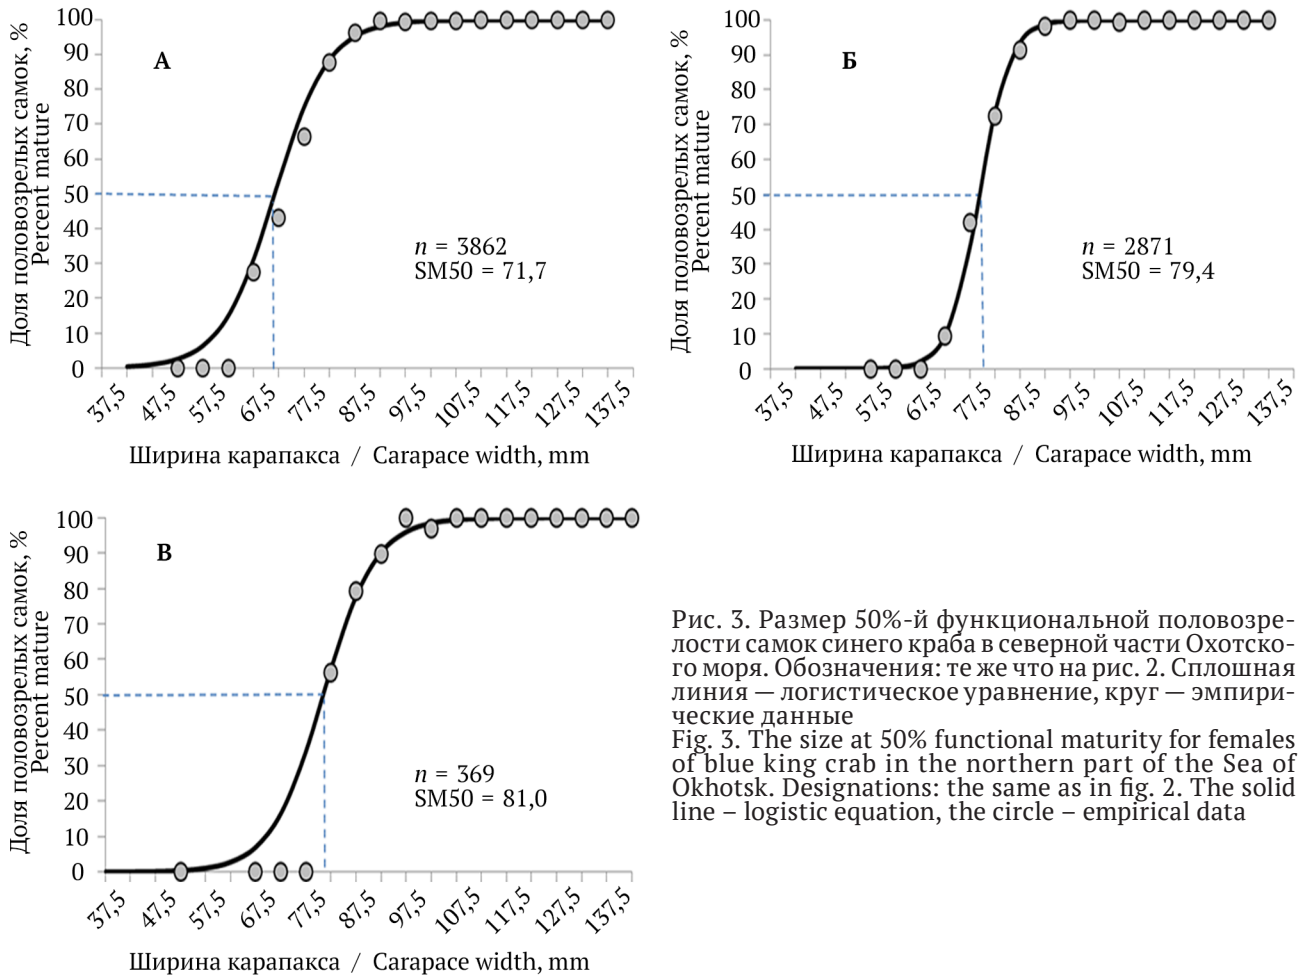 Доля половозрелых самок, %
Percent mature
100
90
80
70
60
50
40
30
20
10
0
А
n = 3862
SM50 = 71,7
37,5
47,5
57,5
67,5
77,5
87,5
97,5
107,5
117,5
127,5
137,5
Ширина карапакса / Carapace width, mm
Доля половозрелых самок, %
Percent mature
100
90
80
70
60
50
40
30
20
10
0
Б
n = 2871
SM50 = 79,4
37,5
47,5
57,5
67,5
77,5
87,5
97,5
107,5
117,5
127,5
137,5
Ширина карапакса / Carapace width, mm
Доля половозрелых самок, %
Percent mature
100
90
80
70
60
50
40
30
20
10
0
В
n = 369
SM50 = 81,0
37,5
47,5
57,5
67,5
77,5
87,5
97,5
107,5
117,5
127,5
137,5
Ширина карапакса / Carapace width, mm
Рис. 3. Размер 50%-й функциональной половозре-
лости самок синего краба в северной части Охотско-
го моря. Обозначения: те же что на рис. 2. Сплошная
линия — логистическое уравнение, круг — эмпири-
ческие данные
Fig. 3. The size at 50% functional maturity for females
of blue king crab in the northern part of the Sea of
Okhotsk. Designations: the same as in fig. 2. The solid
line – logistic equation, the circle – empirical data